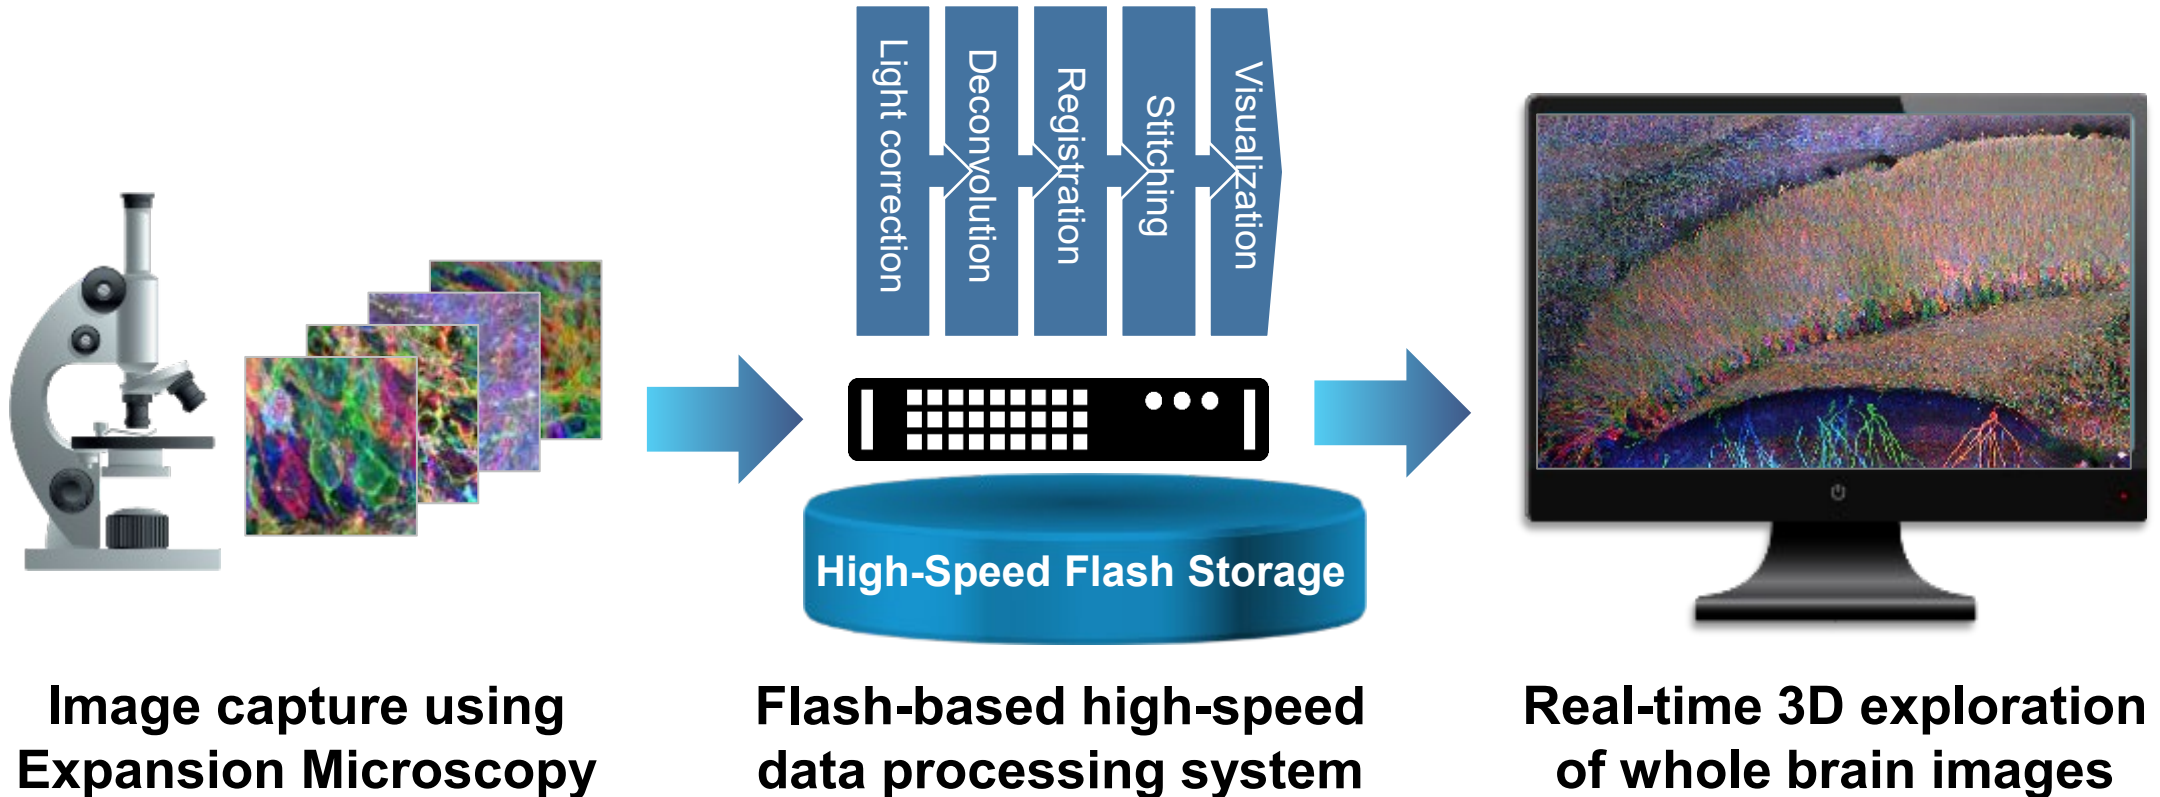 Light correction
Deconvolution
Registration
Stitching
Visualization
High-Speed Flash Storage
Image capture using
Expansion Microscopy
Flash-based high-speed
data processing system
Real-time 3D exploration
of whole brain images